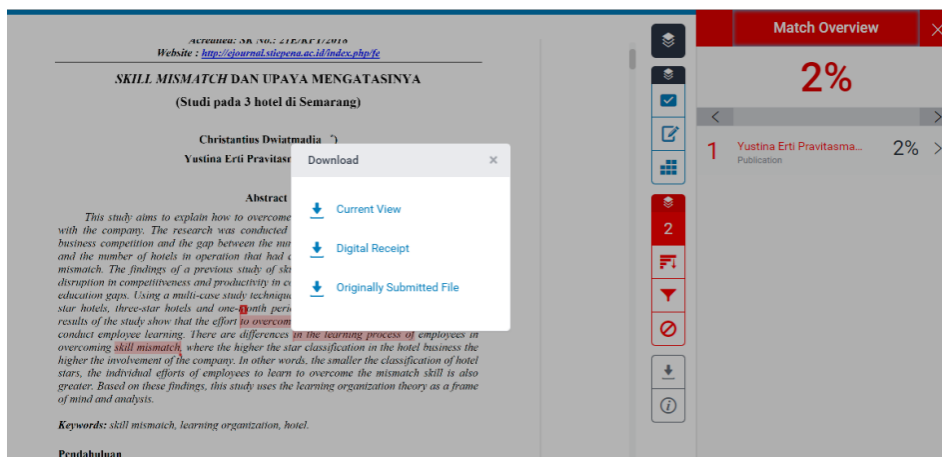 Website : http://ejournal.stiepena.ac.id/index.php/fe
SKILL MISMATCH DAN UPAYA MENGATASINYA
(Studi pada 3 hotel di Semarang)
Christantius Dwiatmadja *)
Yustina Erti Pravitasr
Abstract
This study aims to explain how to overcome
with the company. The research was conducted
business competition and the gap between the
and the number of hotels in operation that had
mismatch. The findings of a previous study of
disruption in competitiveness and productivity in
education gaps. Using a multi-case study technique
star hotels, three-star hotels and one-month
results of the study show that the effort to overcom
conduct employee learning. There are differences in the learning process of employees in
overcoming skill mismatch, where the higher the star classification in the hotel business the
higher the involvement of the company. In other words, the smaller the classification of hotel
stars, the individual efforts of employees to learn to overcome the mismatch skill is also
greater. Based on these findings, this study uses the learning organization theory as a frame
of mind and analysis.
Keywords: skill mismatch, learning organization, hotel.
Pendahuluan
Download ×
Current View
Digital Receipt
Originally Submitted File
2
Match Overview
2%
1 Yustina Erti Pravitasma... 2%
Publication